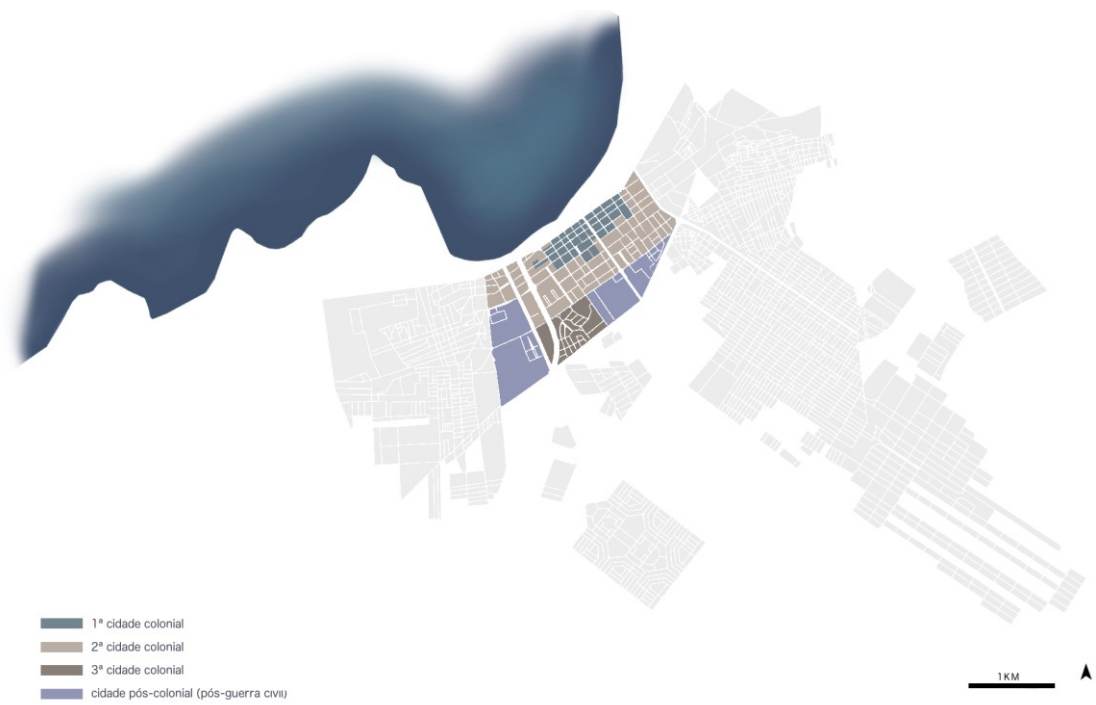 1ª cidade colonial
2ª cidade colonial
3ª cidade colonial
cidade pós-colonial (pós-guerra CIVIl)
1KM